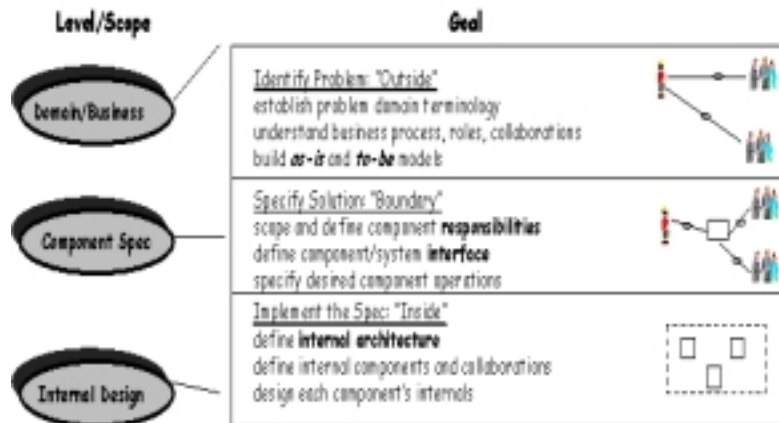 Level/Scope
Goal
Domain/Business
Identify Problem: "Outside"
establish problem domain terminology
understand business process, roles, collaborations
build as-is and to-be models
Component Spec
Specify Solution: "Boundary"
scope and define component responsibilities
define component/system interface
specify desired component operations
Internal Design
Implement the Spec: "Inside"
define internal architecture
define internal components and collaborations
design each component's internals